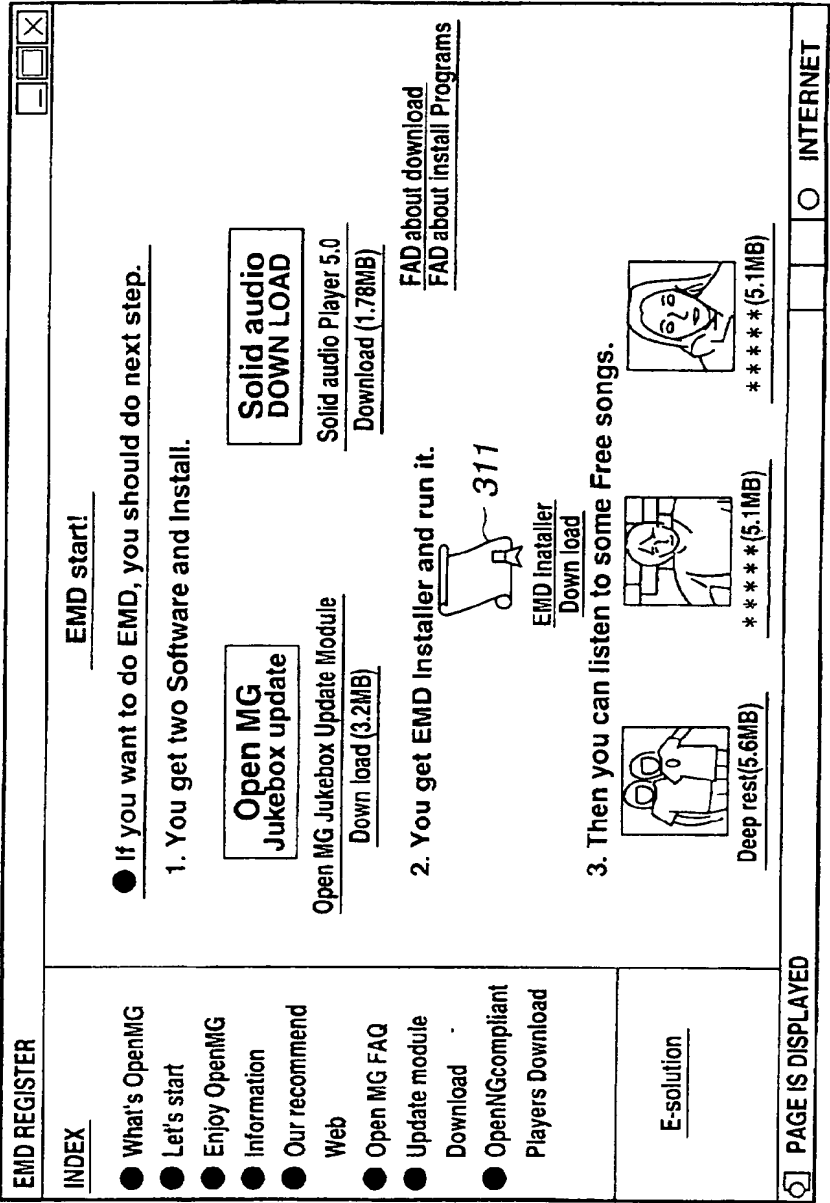 EMD REGISTER
INDEX
● What's OpenMG
● Let's start
● Enjoy OpenMG
● Information
● Our recommend
Web
● Open MG FAQ
● Update module
Download
● OpenNGcompliant
Players Download
E-solution
EMD start!
● If you want to do EMD, you should do next step.
1. You get two Software and Install.
Open MG
Jukebox update
Open MG Jukebox Update Module
Down load (3.2MB)
Solid audio
DOWN LOAD
Solid audio Player 5.0
Download (1.78MB)
FAD about download
FAD about install Programs
2. You get EMD Installer and run it.
311
EMD Inataller
Down load
3. Then you can listen to some Free songs.
Deep rest(5.6MB)
*****(5.1MB)
*****(5.1MB)
PAGE IS DISPLAYED
INTERNET